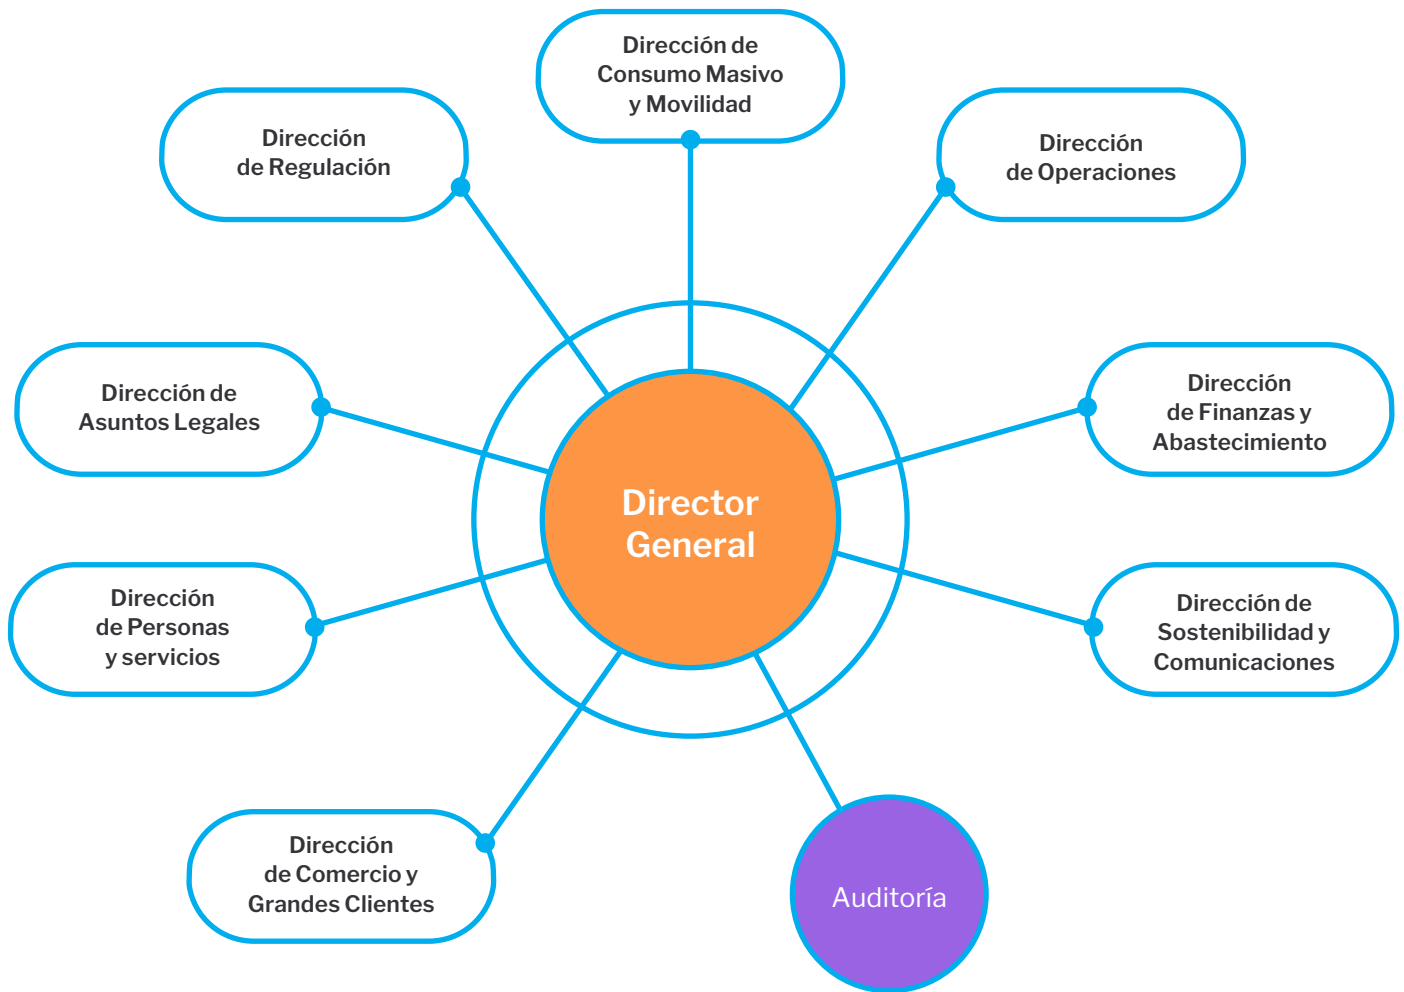 Dirección de
Consumo Masivo
y Movilidad
Dirección
de Regulación
Dirección
de Operaciones
Dirección de
Asuntos Legales
Dirección
de Finanzas y
Abastecimiento
Director
General
Dirección
de Personas
y servicios
Dirección de
Sostenibilidad y
Comunicaciones
Dirección
de Comercio y
Grandes Clientes
Auditoría